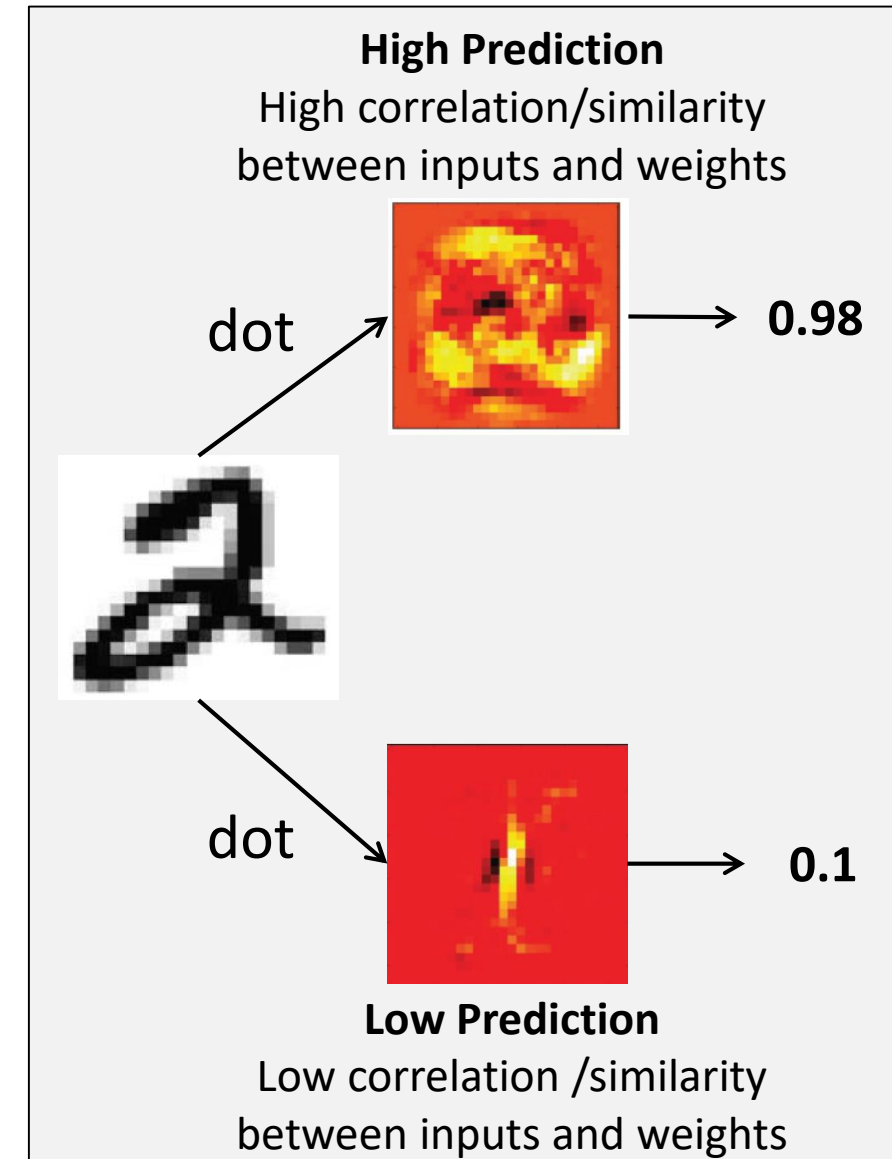 High Prediction
High correlation/similarity
between inputs and weights
dot
0.98
2
dot
0.1
Low Prediction
Low correlation /similarity
between inputs and weights